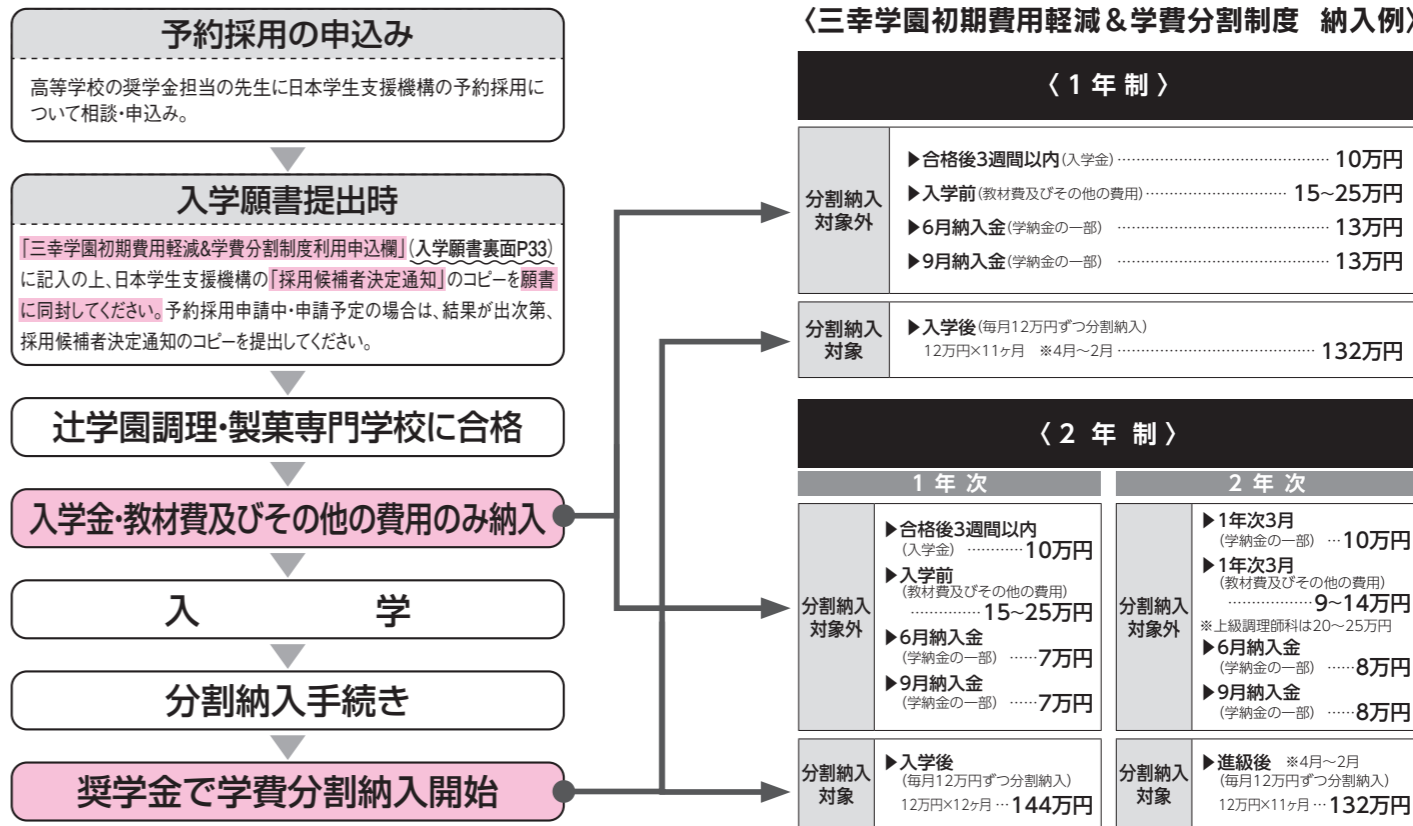 予約採用の申込み
高等学校の奨学金担当の先生に日本学生支援機構の予約採用に
ついて相談・申込み。
入学願書提出時
「三幸学園初期費用軽減&学費分割制度利用申込欄」(入学願書裏面P33)
に記入の上、日本学生支援機構の「採用候補者決定通知」のコピーを願書
に同封してください。予約採用申請中・申請予定の場合は、結果が出次第、
採用候補者決定通知のコピーを提出してください。
辻学園調理・製菓専門学校に合格
入学金・教材費及びその他の費用のみ納入
入 学
分割納入手続き
奨学金で学費分割納入開始
〈三幸学園初期費用軽減&学費分割制度 納入例〉
〈1年制〉
分割納入
対象外
▶合格後3週間以内(入学金)…………………… 10万円
▶入学前(教材費及びその他の費用)…………………… 15~25万円
▶6月納入金(学納金の一部)…………………… 13万円
▶9月納入金(学納金の一部)…………………… 13万円
分割納入
対象
▶入学後(毎月12万円ずつ分割納入)
12万円×11ヶ月 ※4月~2月…………………… 132万円
〈2年制〉
1年次
分割納入
対象外
▶合格後3週間以内
(入学金)…………10万円
▶入学前
(教材費及びその他の費用)
……………15~25万円
▶6月納入金
(学納金の一部)……7万円
▶9月納入金
(学納金の一部)……7万円
分割納入
対象
▶入学後
(毎月12万円ずつ分割納入)
12万円×12ヶ月…144万円
2年次
分割納入
対象外
▶1年次3月
(学納金の一部)…10万円
▶1年次3月
(教材費及びその他の費用)
………………9~14万円
※上級調理師科は20~25万円
▶6月納入金
(学納金の一部)……8万円
▶9月納入金
(学納金の一部)……8万円
分割納入
対象
▶進級後 ※4月~2月
(毎月12万円ずつ分割納入)
12万円×11ヶ月…132万円